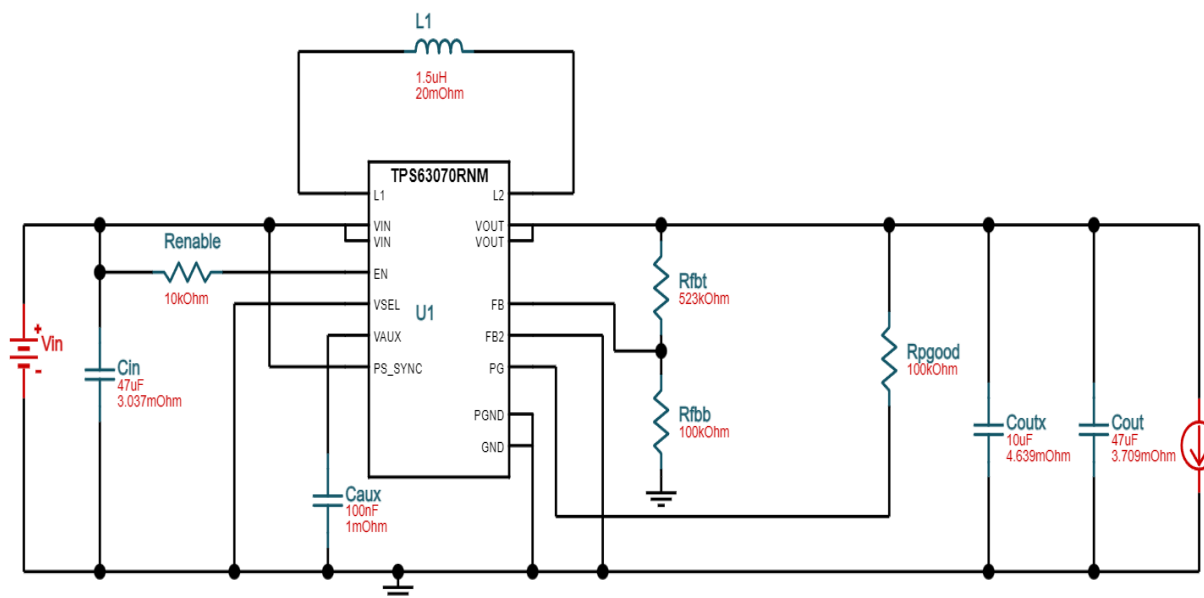 L1
1.5uH
20mOhm
TPS63070RNM
L1
L2
VIN
VIN
VOUT
VOUT
Renable
10kOhm
EN
VSEL
U1
FB
VAUX
FB2
PS_SYNC
PG
PGND
GND
+
Vin
-
Cin
47uF
3.037mOhm
Caux
100nF
1mOhm
Rfbt
523kOhm
Rfbb
100kOhm
Rpgood
100kOhm
Coutx
10uF
4.639mOhm
Cout
47uF
3.709mOhm